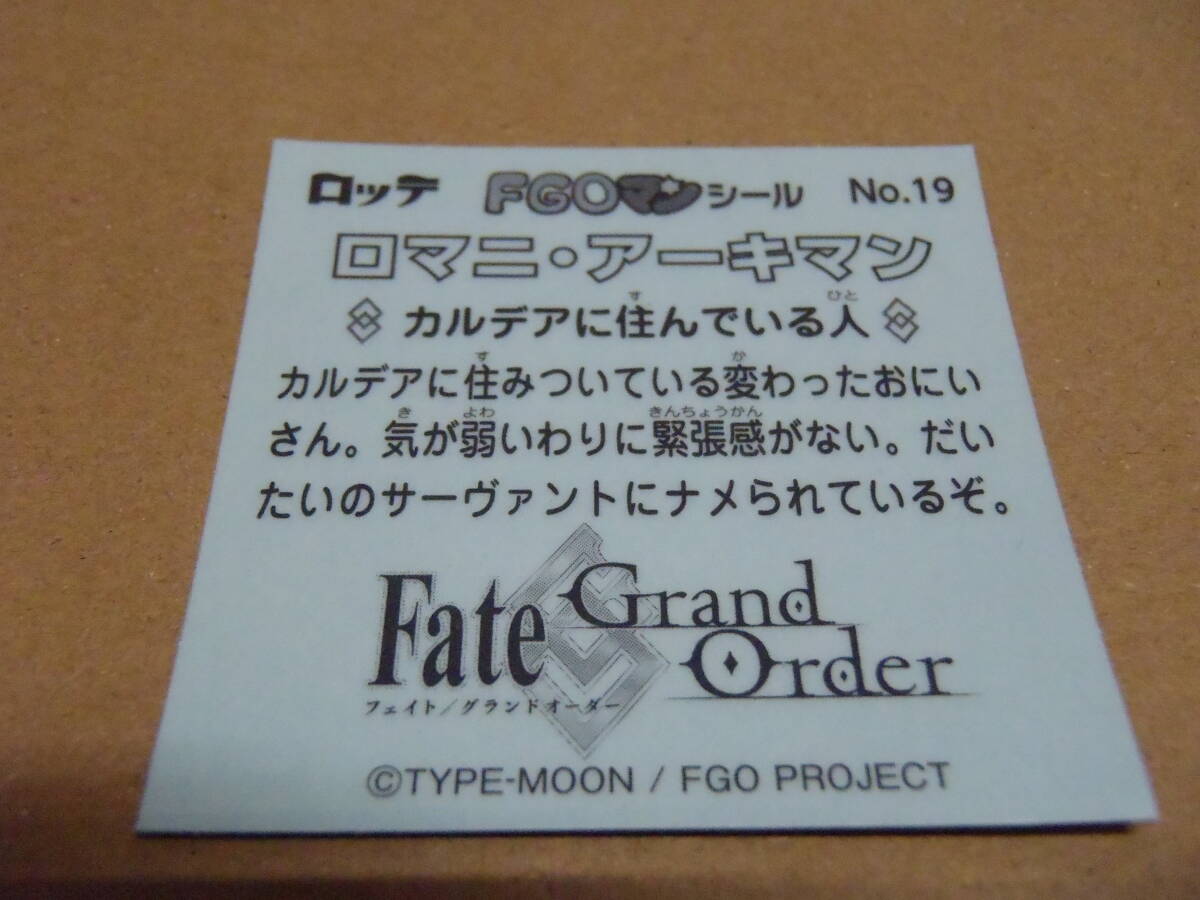 ロッテ FGOマンシール No.19
ロマニ・アーキマン
カルデアに住んでいる人
カルデアに住みついている変わったおにい
さん。気が弱いわりに緊張感がない。だい
たいのサーヴァントにナメられているぞ。
Fate Grand Order
フェイト/グランドオーダー
©TYPE-MOON / FGO PROJECT